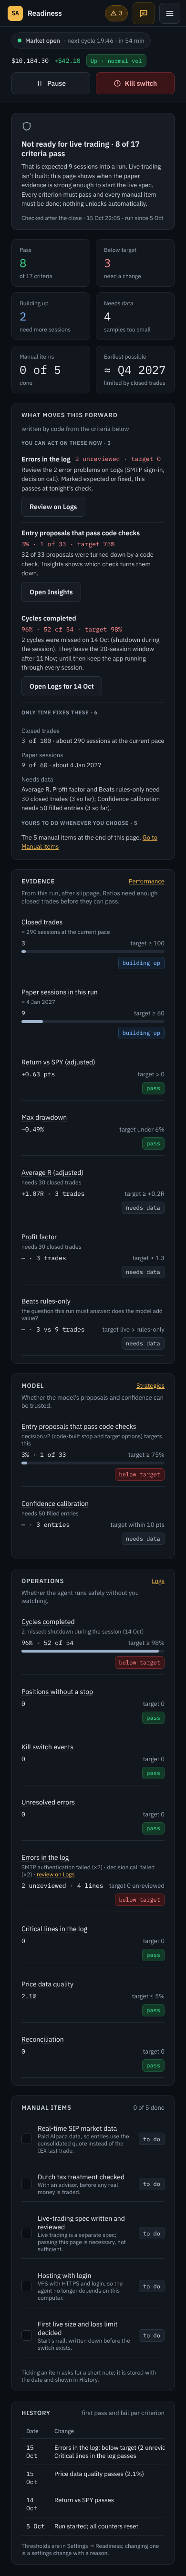 SA Readiness 3
Market open · next cycle 19:46 · in 54 min
$10,184.30 +$42.10 Up · normal vol
Pause Kill switch
Not ready for live trading · 8 of 17
criteria pass
That is expected 9 sessions into a run. Live trading
isn't built: this page shows when the paper
evidence is strong enough to start the live spec.
Every criterion must pass and every manual item
must be done; nothing unlocks automatically.
Checked after the close · 15 Oct 22:05 · run since 5 Oct
Pass
8
of 17 criteria
Below target
3
need a change
Building up
2
need more sessions
Needs data
4
samples too small
Manual items
0 of 5
done
Earliest possible
≈ Q4 2027
limited by closed trades
WHAT MOVES THIS FORWARD
written by code from the criteria below
YOU CAN ACT ON THESE NOW · 3
Errors in the log 2 unreviewed · target 0
Review the 2 error problems on Logs (SMTP sign-in,
decision call). Marked expected or fixed, this
passes at tonight's check.
Review on Logs
Entry proposals that pass code checks
3% · 1 of 33 · target 75%
32 of 33 proposals were turned down by a code
check. Insights shows which check turns them
down.
Open Insights
Cycles completed
96% · 52 of 54 · target 98%
2 cycles were missed on 14 Oct (shutdown during
the session). They leave the 20-session window
after 11 Nov; until then keep the app running
through every session.
Open Logs for 14 Oct
ONLY TIME FIXES THESE · 6
Closed trades
3 of 100 · about 290 sessions at the current pace
Paper sessions
9 of 60 · about 4 Jan 2027
Needs data
Average R, Profit factor and Beats rules-only need
30 closed trades (3 so far); Confidence calibration
needs 50 filled entries (3 so far).
YOURS TO DO WHENEVER YOU CHOOSE · 5
The 5 manual items at the end of this page. Go to
Manual items
EVIDENCE Performance
From this run, after slippage. Ratios need enough
closed trades before they can pass.
Closed trades
≈ 290 sessions at the current pace
3 target ≥ 100
building up
Paper sessions in this run
≈ 4 Jan 2027
9 target ≥ 60
building up
Return vs SPY (adjusted)
+0.63 pts target > 0
pass
Max drawdown
−0.49% target under 6%
pass
Average R (adjusted)
needs 30 closed trades
+1.07R · 3 trades target ≥ +0.2R
needs data
Profit factor
needs 30 closed trades
— · 3 trades target ≥ 1.3
needs data
Beats rules-only
the question this run must answer: does the model add
value?
— · 3 vs 9 trades target live > rules-only
needs data
MODEL Strategies
Whether the model's proposals and confidence can
be trusted.
Entry proposals that pass code checks
decision.v2 (code-built stop and target options) targets
this
3% · 1 of 33 target ≥ 75%
below target
Confidence calibration
needs 50 filled entries
— · 3 entries target within 10 pts
needs data
OPERATIONS Logs
Whether the agent runs safely without you
watching.
Cycles completed
2 missed: shutdown during the session (14 Oct)
96% · 52 of 54 target ≥ 98%
below target
Positions without a stop
0 target 0
pass
Kill switch events
0 target 0
pass
Unresolved errors
0 target 0
pass
Errors in the log
SMTP authentication failed (×2) · decision call failed
(×2) · review on Logs
2 unreviewed · 4 lines target 0 unreviewed
below target
Critical lines in the log
0 target 0
pass
Price data quality
2.1% target ≤ 5%
pass
Reconciliation
0 target 0
pass
MANUAL ITEMS 0 of 5 done
Real-time SIP market data
Paid Alpaca data, so entries use the
consolidated quote instead of the
IEX last trade.
to do
Dutch tax treatment checked
With an advisor, before any real
money is traded.
to do
Live-trading spec written and
reviewed
Live trading is a separate spec;
passing this page is necessary, not
sufficient.
to do
Hosting with login
VPS with HTTPS and login, so the
agent no longer depends on this
computer.
to do
First live size and loss limit
decided
Start small; written down before the
switch exists.
to do
Ticking an item asks for a short note; it is stored with
the date and shown in History.
HISTORY first pass and fail per criterion
Date Change
15 Oct Errors in the log: below target (2 unrevie
Critical lines in the log passes
15 Oct Price data quality passes (2.1%)
14 Oct Return vs SPY passes
5 Oct Run started; all counters reset
Thresholds are in Settings → Readiness; changing one
is a settings change with a reason.